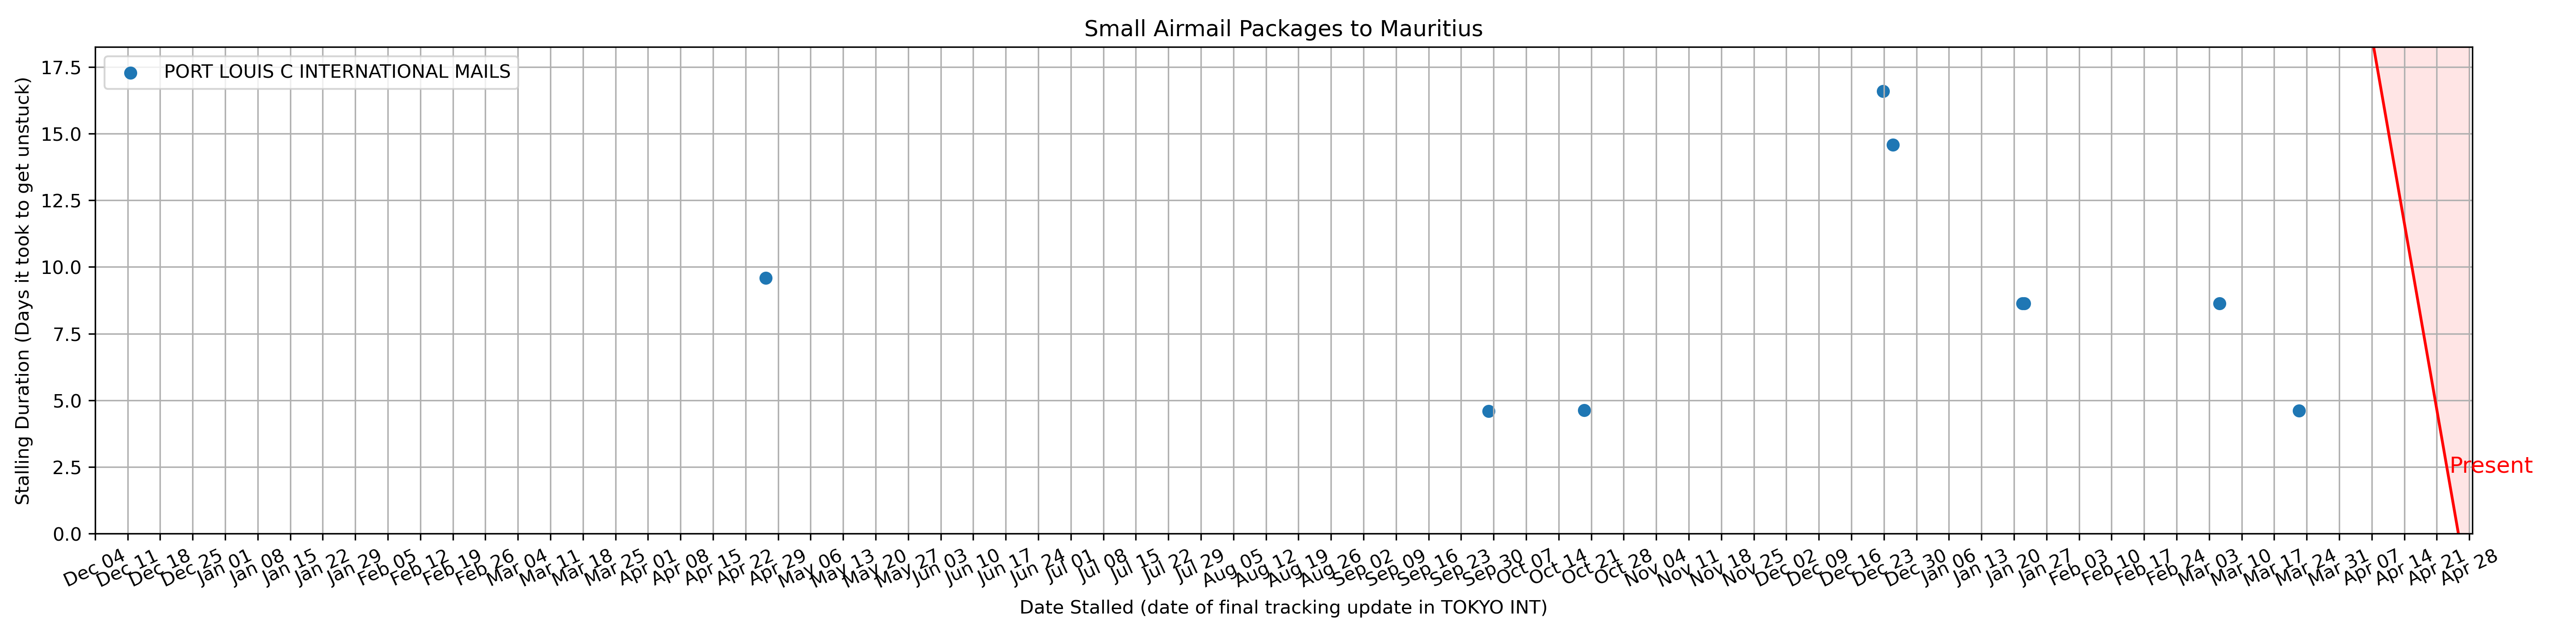 Small Airmail Packages to Mauritius
PORT LOUIS C INTERNATIONAL MAILS
Stalling Duration (Days it took to get unstuck)
17.5
15.0
12.5
10.0
7.5
5.0
2.5
0.0
Present
Dec 04
Dec 11
Dec 18
Dec 25
Jan 01
Jan 08
Jan 15
Jan 22
Jan 29
Feb 05
Feb 12
Feb 19
Feb 26
Mar 04
Mar 11
Mar 18
Mar 25
Apr 01
Apr 08
Apr 15
Apr 22
Apr 29
May 06
May 13
May 20
May 27
Jun 03
Jun 10
Jun 17
Jun 24
Jul 01
Jul 08
Jul 15
Jul 22
Jul 29
Aug 05
Aug 12
Aug 19
Aug 26
Sep 02
Sep 09
Sep 16
Sep 23
Sep 30
Oct 07
Oct 14
Oct 21
Oct 28
Nov 04
Nov 11
Nov 18
Nov 25
Dec 02
Dec 09
Dec 16
Dec 23
Dec 30
Jan 06
Jan 13
Jan 20
Jan 27
Feb 03
Feb 10
Feb 17
Feb 24
Mar 03
Mar 10
Mar 17
Mar 24
Mar 31
Apr 07
Apr 14
Apr 21
Apr 28
Date Stalled (date of final tracking update in TOKYO INT)